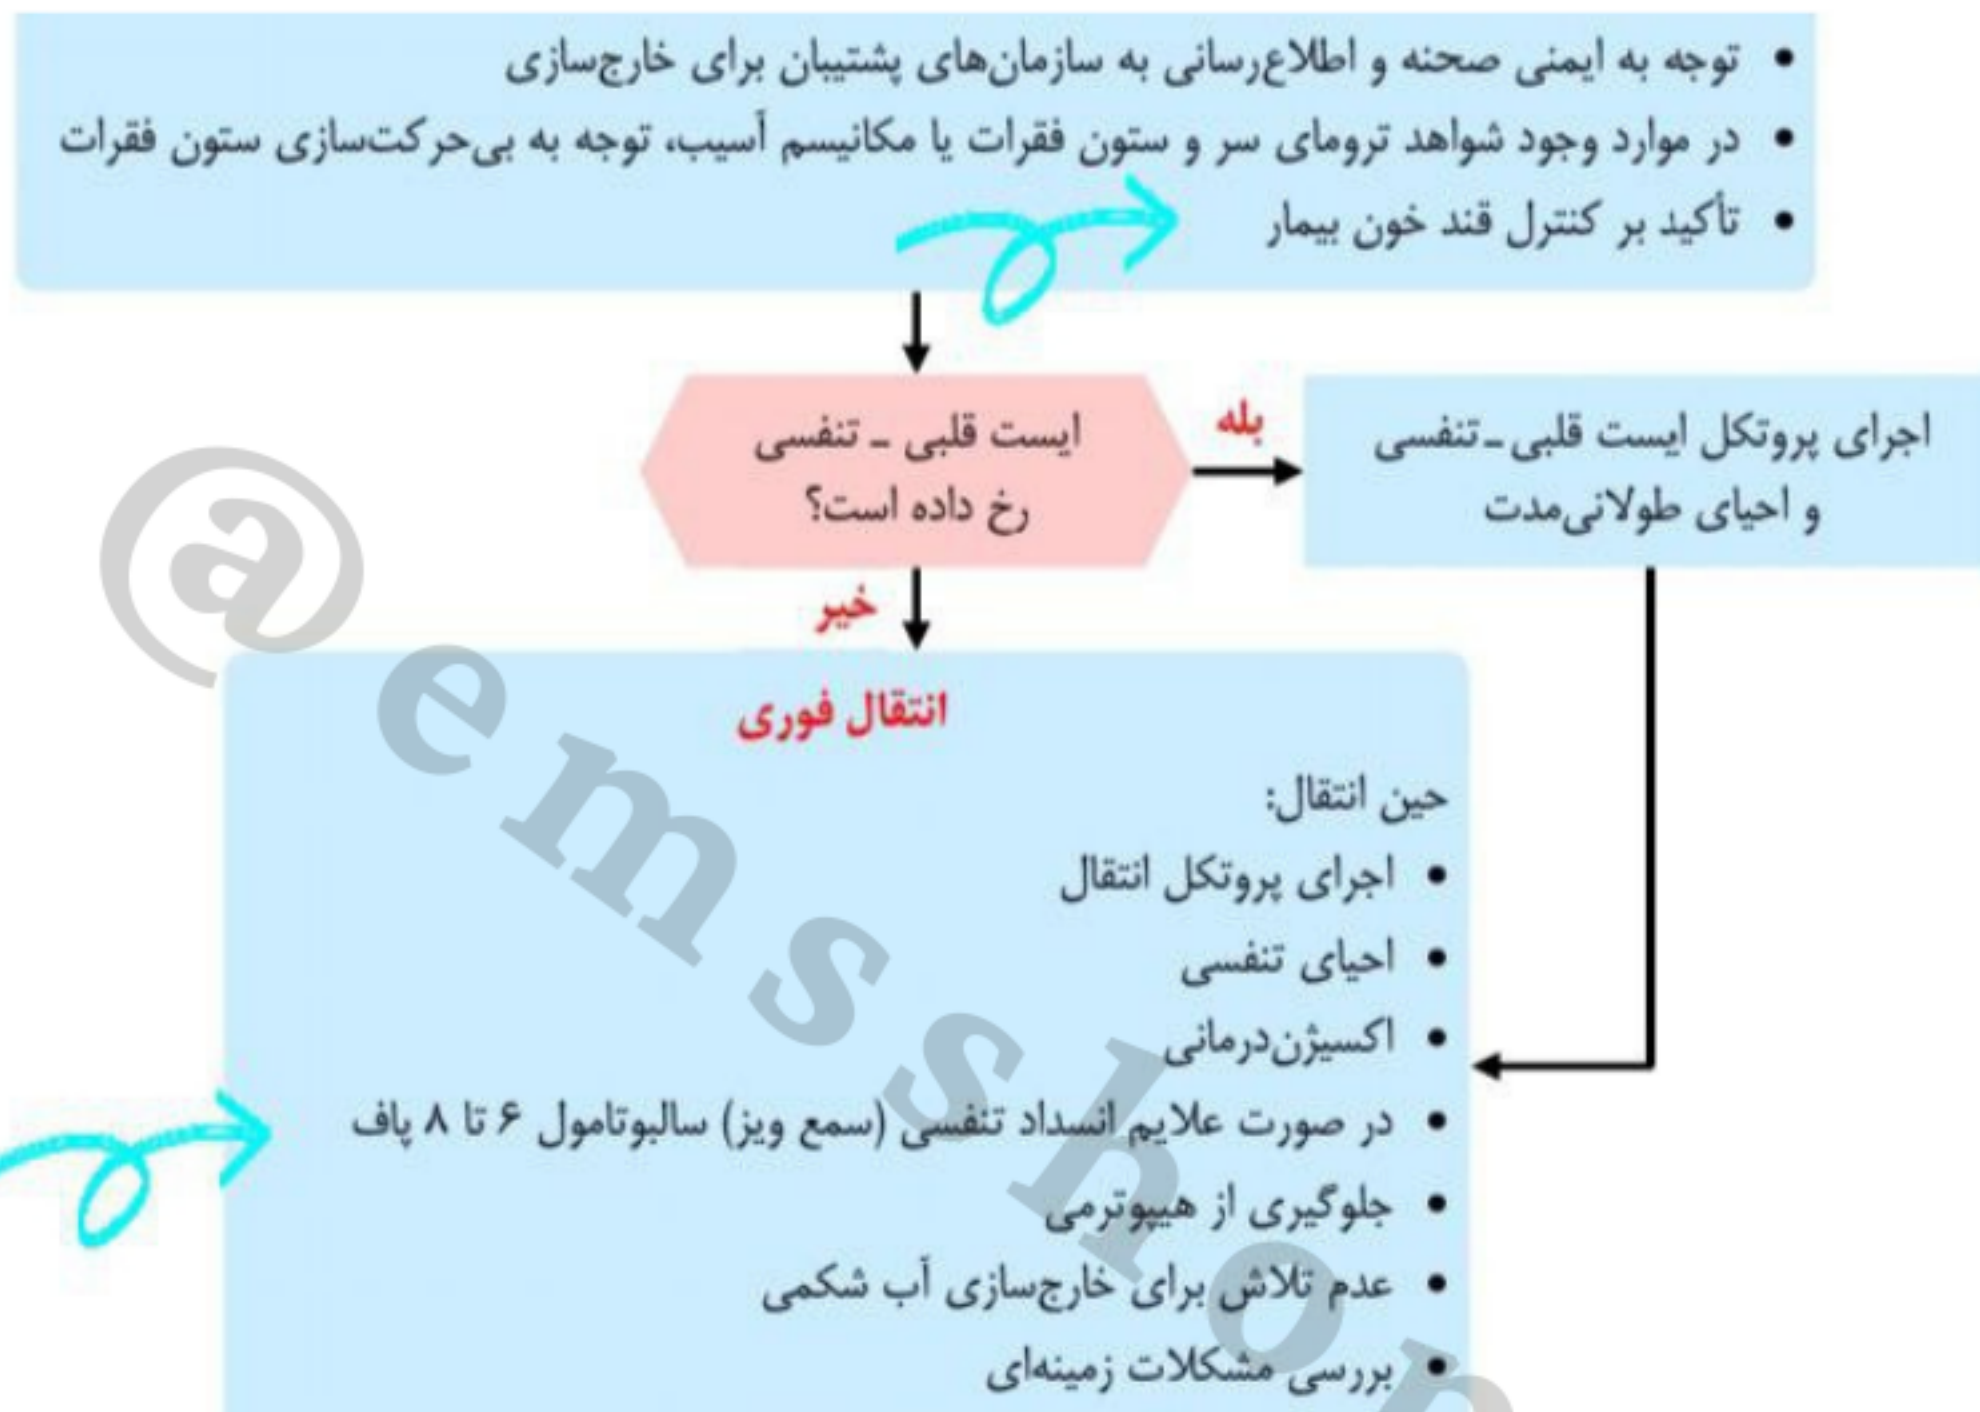 • توجه به ایمنی صحنه و اطلاع‌رسانی به سازمان‌های پشتیبان برای خارج‌سازی
• در موارد وجود شواهد ترومای سر و ستون فقرات یا مکانیسم آسیب، توجه به بی‌حرکت‌سازی ستون فقرات
• تأکید بر کنترل قند خون بیمار
ایست قلبی ـ تنفسی
رخ داده است؟
بله
اجرای پروتکل ایست قلبی ـ تنفسی
و احیای طولانی‌مدت
خیر
انتقال فوری
حین انتقال:
• اجرای پروتکل انتقال
• احیای تنفسی
• اکسیژن‌درمانی
• در صورت علایم انسداد تنفسی (سمع ویز) سالبوتامول ۶ تا ۸ پاف
• جلوگیری از هیپوترمی
• عدم تلاش برای خارج‌سازی آب شکمی
• بررسی مشکلات زمینه‌ای
@emsshon